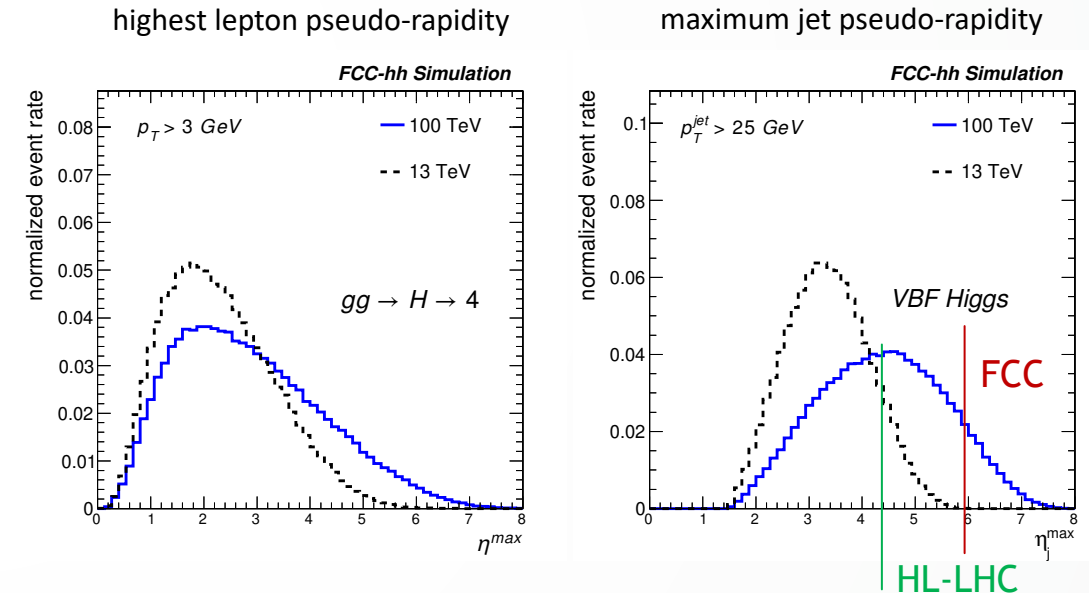 highest lepton pseudo-rapidity
FCC-hh Simulation
normalized event rate
0.08
0.07
0.06
0.05
0.04
0.03
0.02
0.01
0
p_T > 3 GeV
100 TeV
13 TeV
gg → H → 4
0 1 2 3 4 5 6 7 8
η^max
maximum jet pseudo-rapidity
FCC-hh Simulation
normalized event rate
0.1
0.08
0.06
0.04
0.02
0
p_T^jet > 25 GeV
100 TeV
13 TeV
VBF Higgs
FCC
0 1 2 3 4 5 6 7 8
η_j^max
HL-LHC